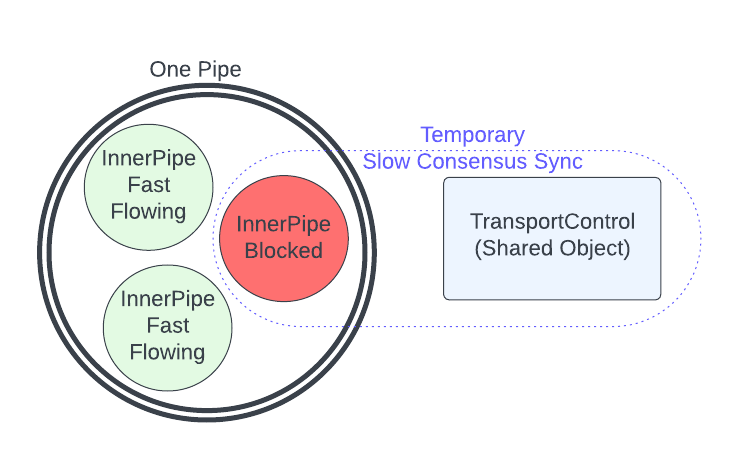 One Pipe
InnerPipe
Fast
Flowing
InnerPipe
Blocked
InnerPipe
Fast
Flowing
Temporary
Slow Consensus Sync
TransportControl
(Shared Object)